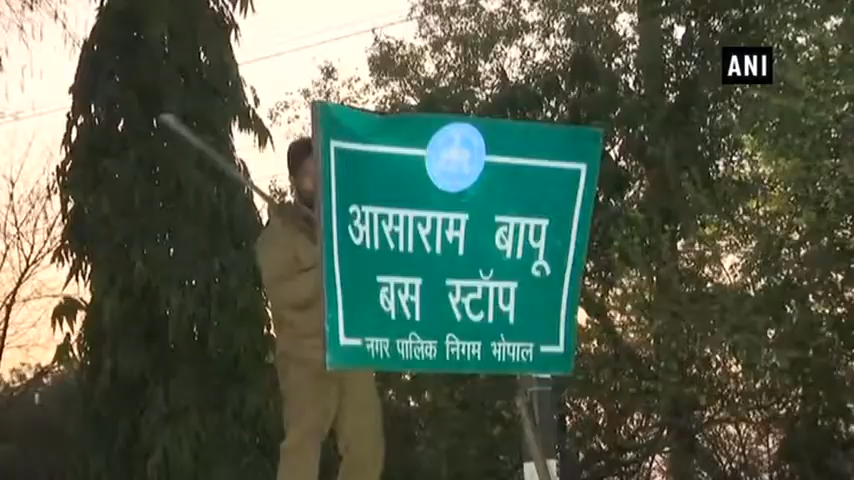 ANI
आसाराम बापू
बस स्टॉप
नगर पालिक निगम भोपाल